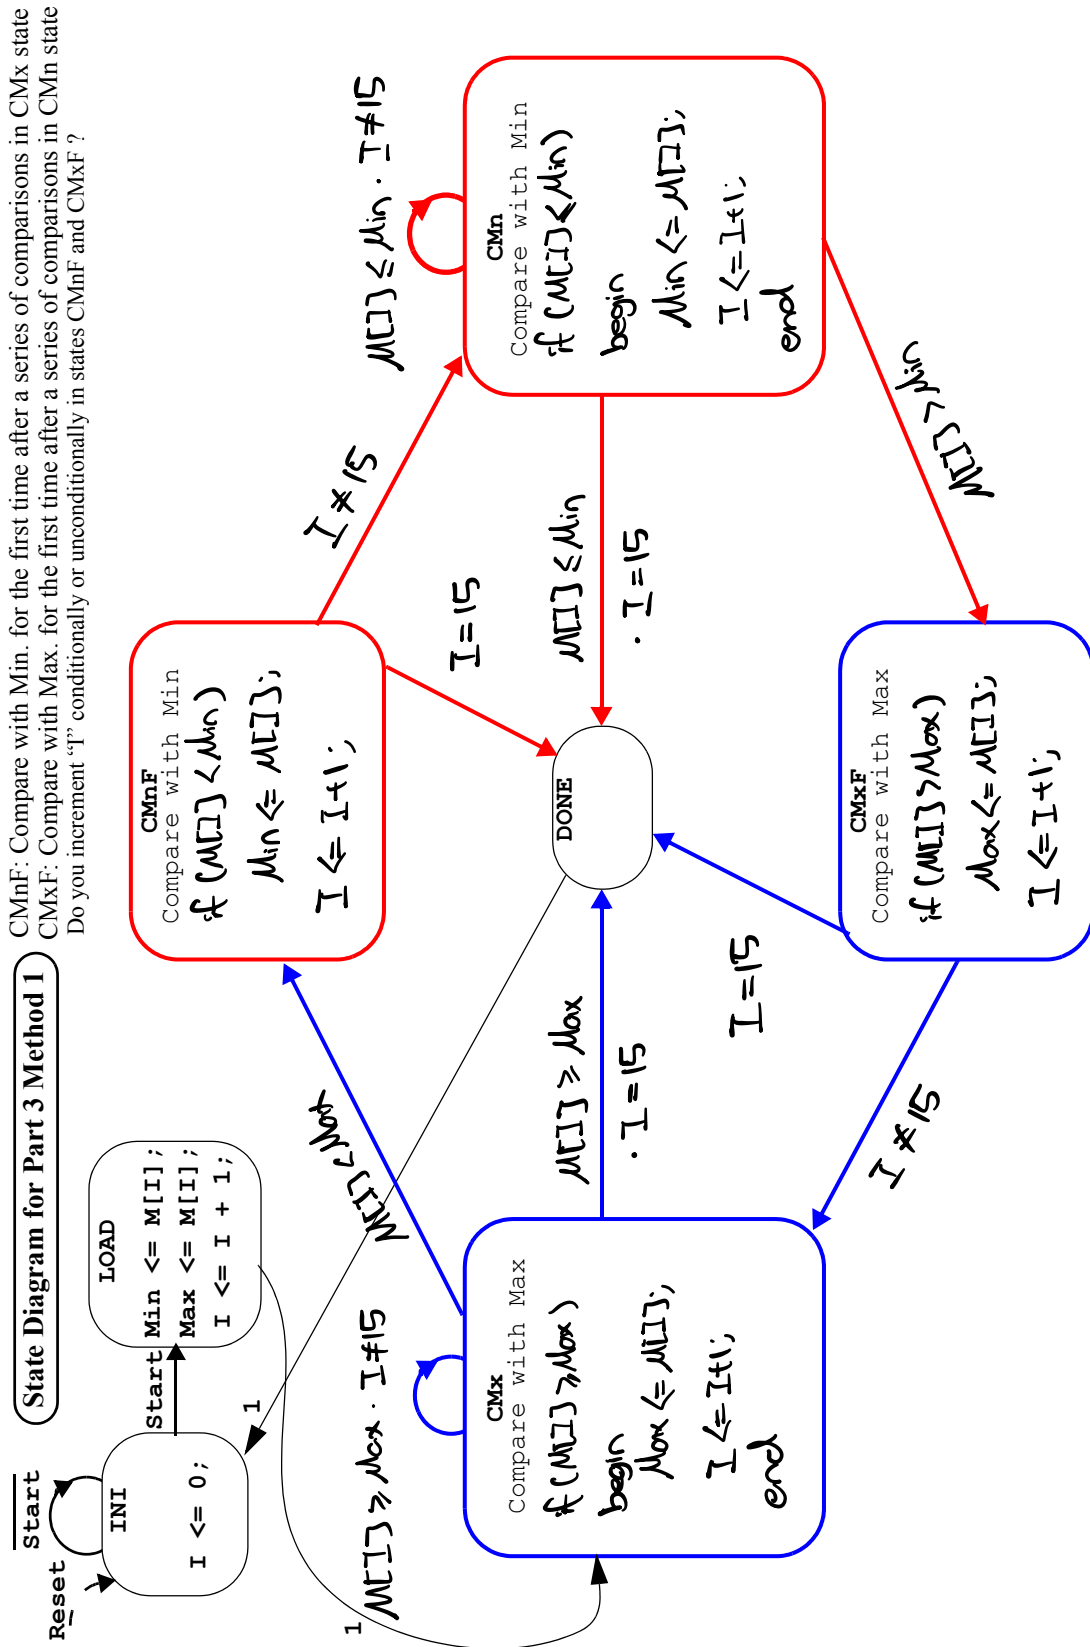 CMnF: Compare with Min. for the first time after a series of comparisons in CMx state
CMxF: Compare with Max. for the first time after a series of comparisons in CMn state
Do you increment “I” conditionally or unconditionally in states CMnF and CMxF ?
State Diagram for Part 3 Method 1
Start
Reset
INI
I <= 0;
Start
LOAD
Min <= M[I];
Max <= M[I];
I <= I + 1;
1
1
M[I] ≥ Max · I≠15
CMx
Compare with Max
if (M[I] ≥ Max)
begin
Max <= M[I];
I <= I+1;
end
M[I] < Max
M[I] ≥ Max
· I=15
CMnF
Compare with Min
if (M[I] < Min)
Min <= M[I];
I <= I+1;
I=15
I≠15
DONE
M[I] ≤ Min · I≠15
CMn
Compare with Min
if (M[I] ≤ Min)
begin
Min <= M[I];
I <= I+1;
end
M[I] ≤ Min
· I=15
M[I] > Min
CMxF
Compare with Max
if (M[I] > Max)
Max <= M[I];
I <= I+1;
I=15
I≠15